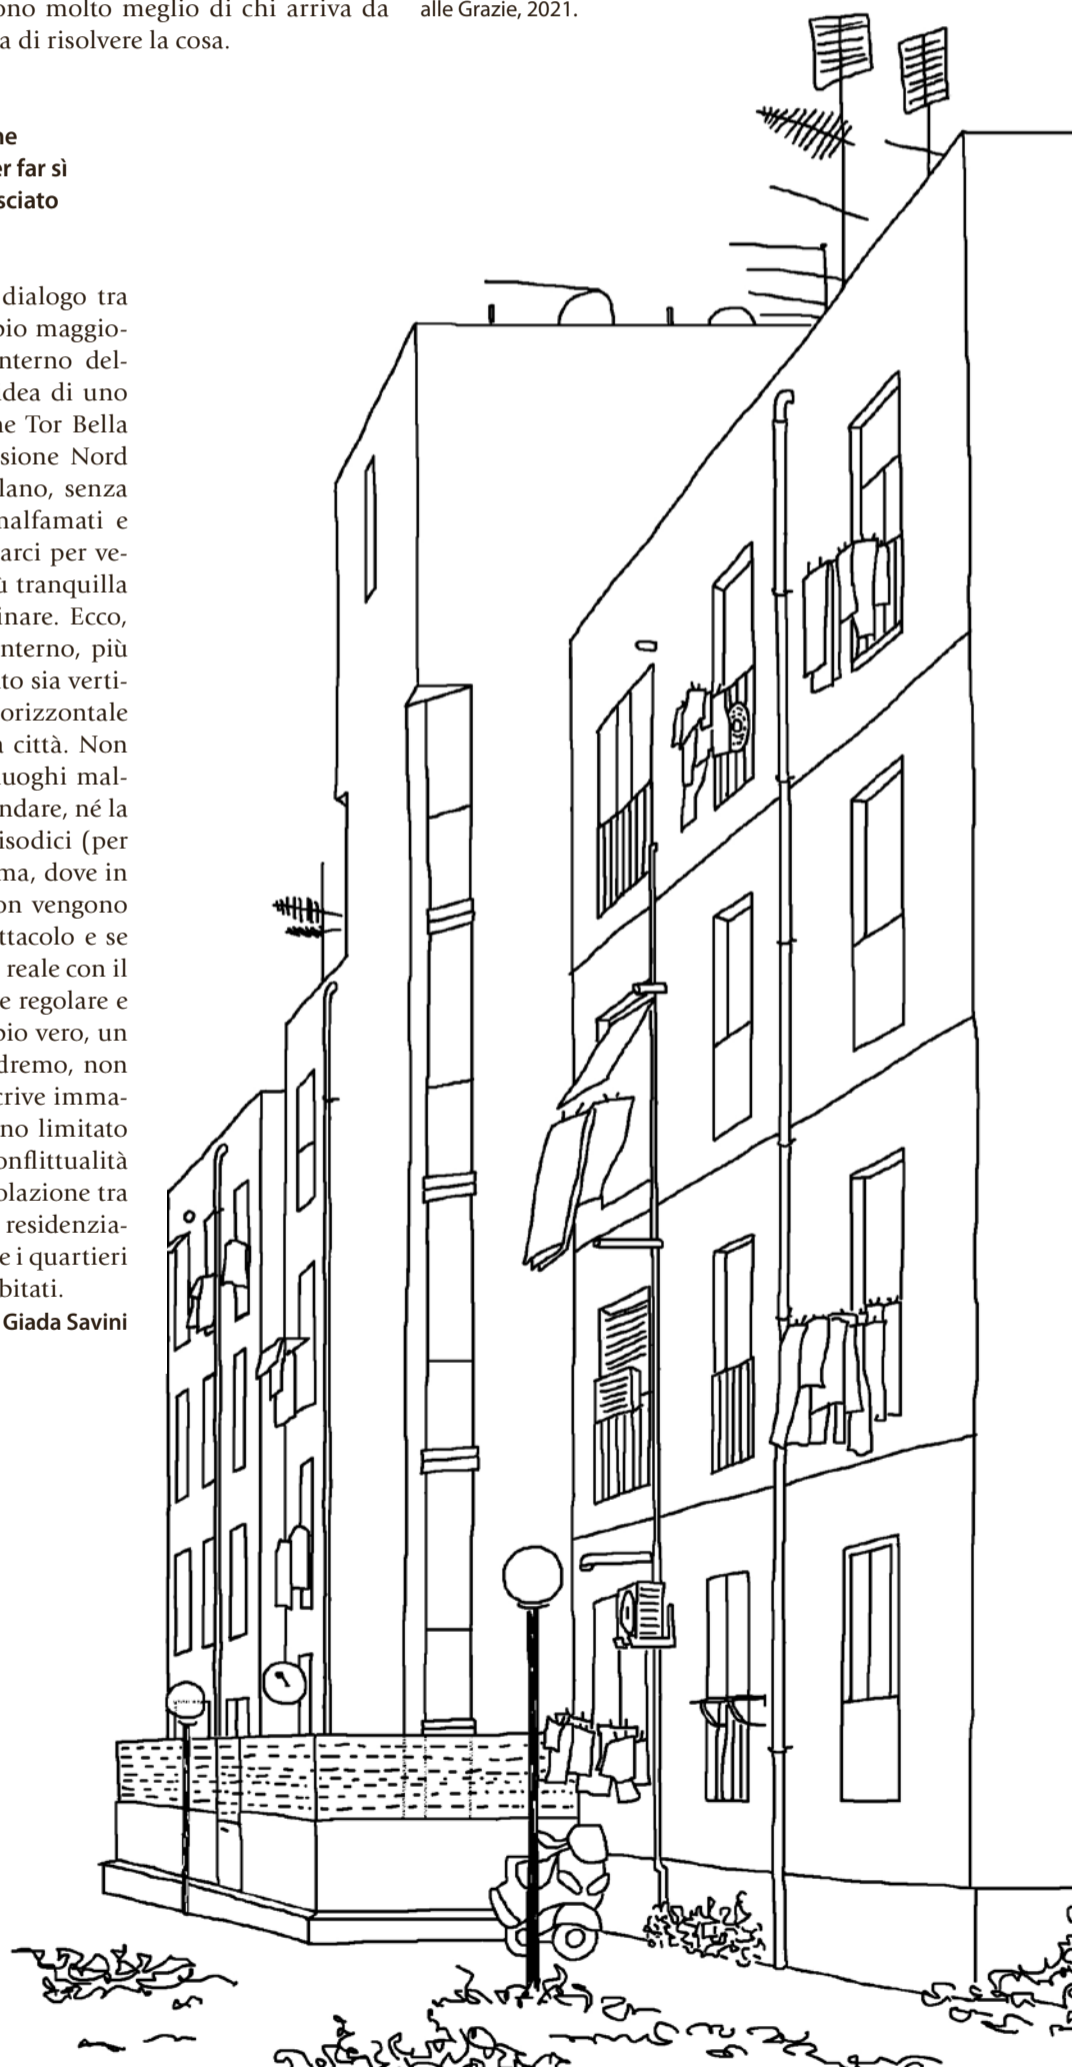 ono molto meglio di chi arriva da
a di risolvere la cosa.
ne
er far sì
sciato
dialogo tra
pio maggio-
nterno del-
dea di uno
ne Tor Bella
sione Nord
lano, senza
nalfamati e
arci per ve-
ù tranquilla
inare. Ecco,
nterno, più
to sia verti-
orizzontale
a città. Non
luoghi mal-
ndare, né la
isodici (per
ma, dove in
on vengono
ttacolo e se
reale con il
e regolare e
pio vero, un
dremo, non
crive imma-
no limitato
onflittualità
olazione tra
residenzia-
e i quartieri
bitati.
Giada Savini
alle Grazie, 2021.